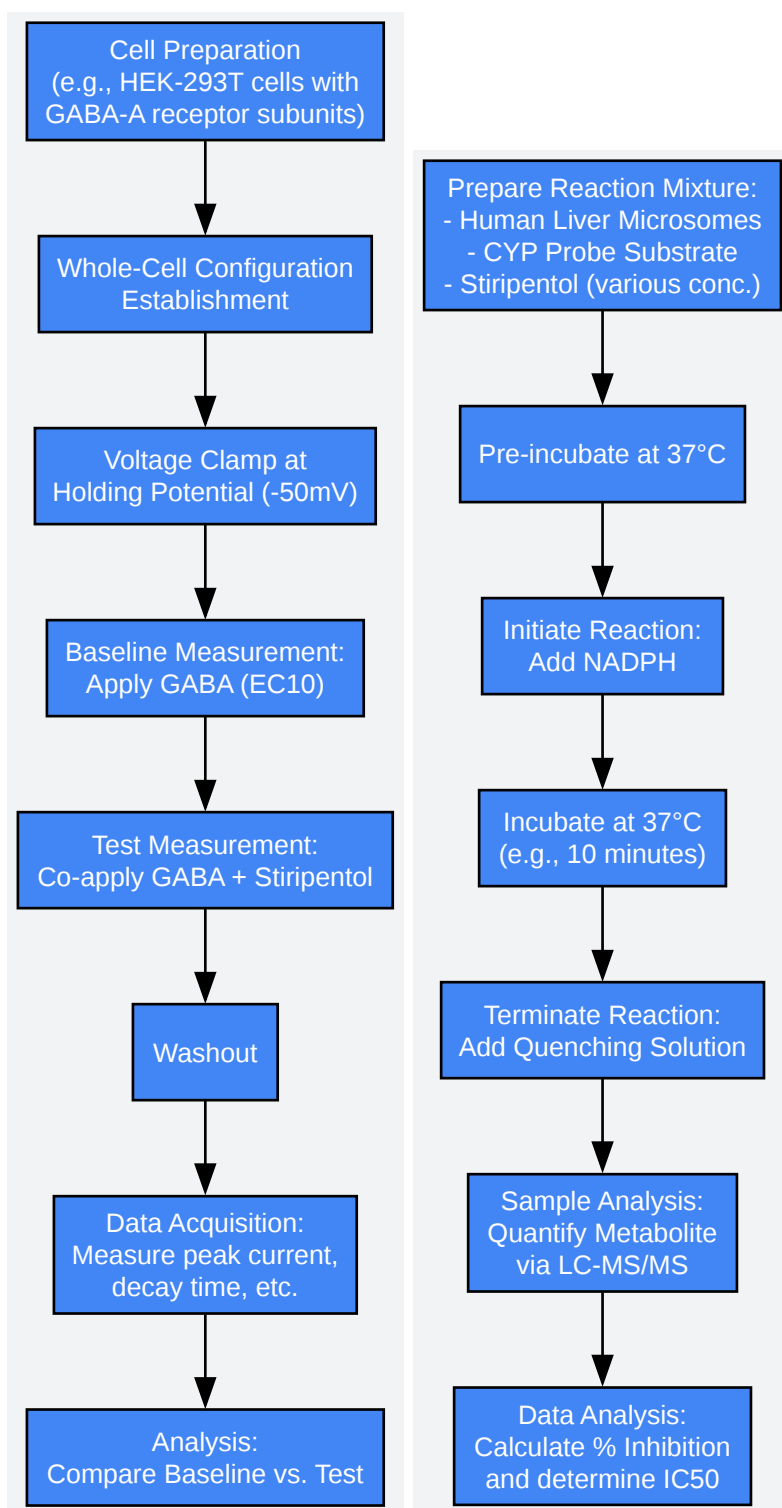 Cell Preparation
(e.g., HEK-293T cells with
GABA-A receptor subunits)
Whole-Cell Configuration
Establishment
Voltage Clamp at
Holding Potential (-50mV)
Baseline Measurement:
Apply GABA (EC10)
Test Measurement:
Co-apply GABA + Stiripentol
Washout
Data Acquisition:
Measure peak current,
decay time, etc.
Analysis:
Compare Baseline vs. Test
Prepare Reaction Mixture:
- Human Liver Microsomes
- CYP Probe Substrate
- Stiripentol (various conc.)
Pre-incubate at 37°C
Initiate Reaction:
Add NADPH
Incubate at 37°C
(e.g., 10 minutes)
Terminate Reaction:
Add Quenching Solution
Sample Analysis:
Quantify Metabolite
via LC-MS/MS
Data Analysis:
Calculate % Inhibition
and determine IC50